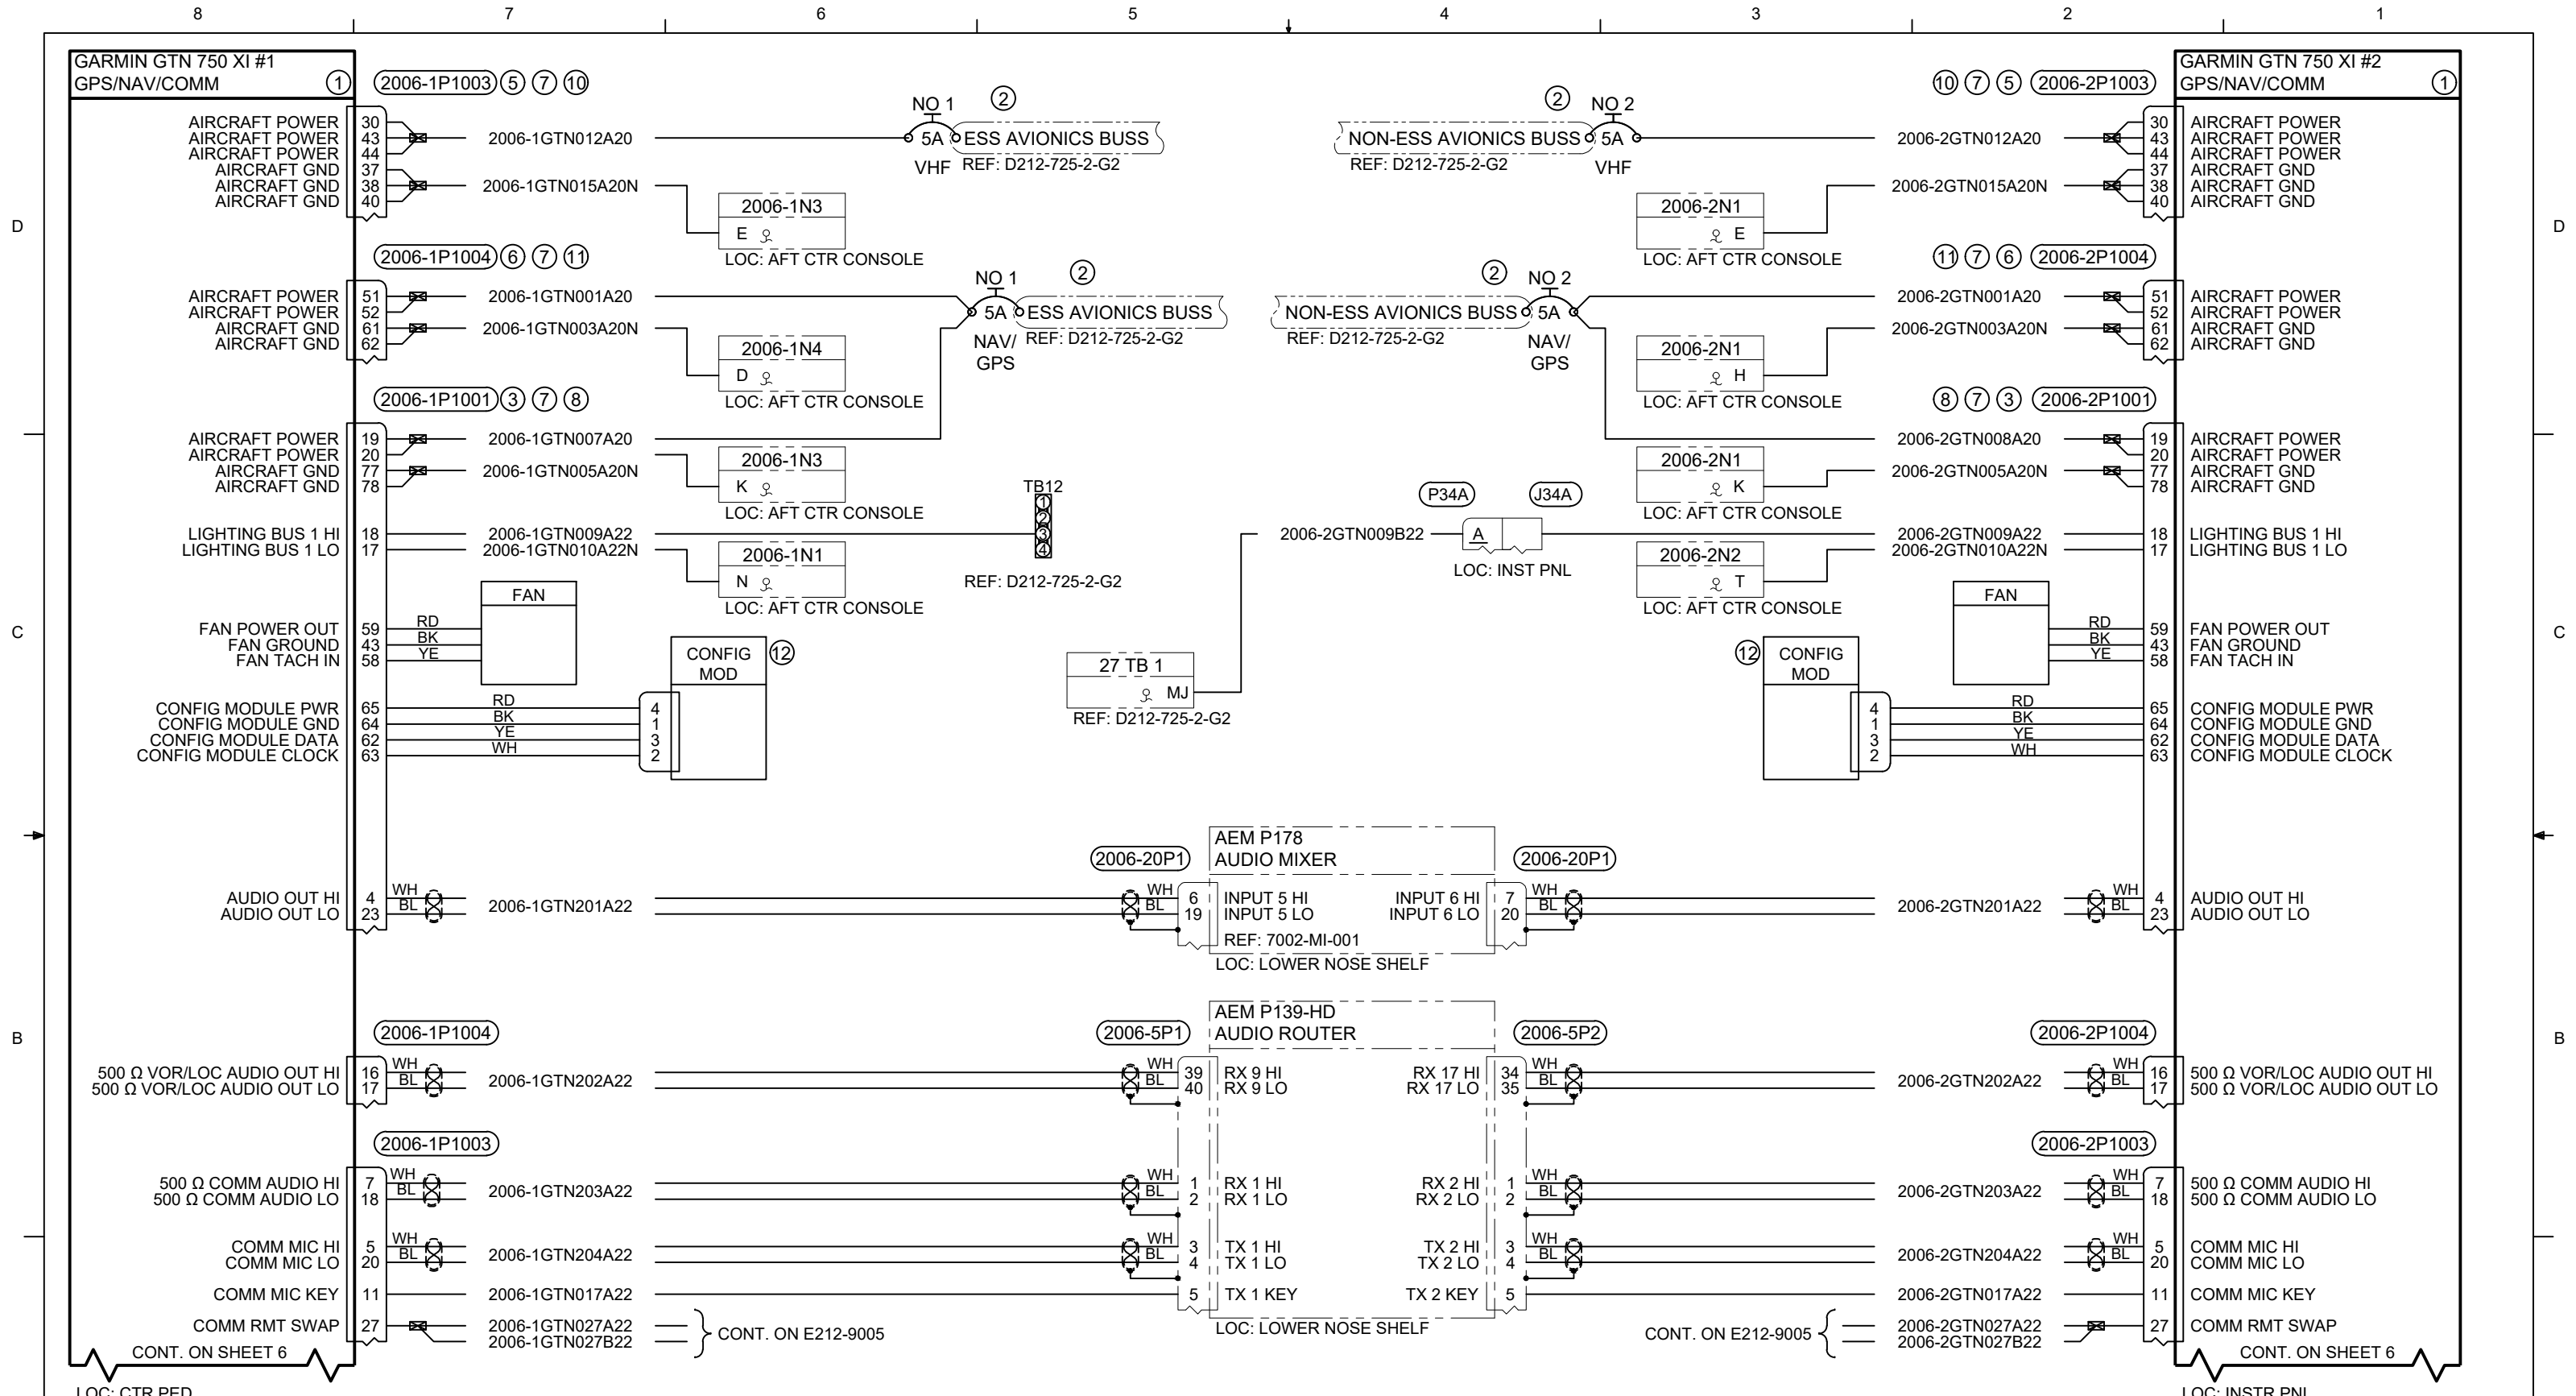 8 7 6 5 4 3 2 1
GARMIN GTN 750 XI #1
GPS/NAV/COMM 1
2006-1P1003 5 7 10
AIRCRAFT POWER 30
AIRCRAFT POWER 43 2006-1GTN012A20
AIRCRAFT POWER 44
AIRCRAFT GND 37
AIRCRAFT GND 38 2006-1GTN015A20N
AIRCRAFT GND 40
NO 1 2
5A ESS AVIONICS BUSS
VHF REF: D212-725-2-G2
2006-1N3
E
LOC: AFT CTR CONSOLE
D
2006-1P1004 6 7 11
AIRCRAFT POWER 51 2006-1GTN001A20
AIRCRAFT POWER 52
AIRCRAFT GND 61 2006-1GTN003A20N
AIRCRAFT GND 62
NO 1 2
5A ESS AVIONICS BUSS
NAV/ REF: D212-725-2-G2
GPS
2006-1N4
D
LOC: AFT CTR CONSOLE
2006-1P1001 3 7 8
AIRCRAFT POWER 19 2006-1GTN007A20
AIRCRAFT POWER 20
AIRCRAFT GND 77 2006-1GTN005A20N
AIRCRAFT GND 78
2006-1N3
K
LOC: AFT CTR CONSOLE
TB12
1
2
3
4
REF: D212-725-2-G2
LIGHTING BUS 1 HI 18 2006-1GTN009A22
LIGHTING BUS 1 LO 17 2006-1GTN010A22N
2006-1N1
N
LOC: AFT CTR CONSOLE
C
FAN
FAN POWER OUT 59 RD
FAN GROUND 43 BK
FAN TACH IN 58 YE
CONFIG 12
MOD
CONFIG MODULE PWR 65 RD 4
CONFIG MODULE GND 64 BK 1
CONFIG MODULE DATA 62 YE 3
CONFIG MODULE CLOCK 63 WH 2
AUDIO OUT HI 4 WH
AUDIO OUT LO 23 BL 2006-1GTN201A22
B
2006-1P1004
500 Ω VOR/LOC AUDIO OUT HI 16 WH
500 Ω VOR/LOC AUDIO OUT LO 17 BL 2006-1GTN202A22
2006-1P1003
500 Ω COMM AUDIO HI 7 WH
500 Ω COMM AUDIO LO 18 BL 2006-1GTN203A22
COMM MIC HI 5 WH
COMM MIC LO 20 BL 2006-1GTN204A22
COMM MIC KEY 11 2006-1GTN017A22
COMM RMT SWAP 27 2006-1GTN027A22
2006-1GTN027B22
CONT. ON E212-9005
CONT. ON SHEET 6
LOC: CTR PED
AEM P178
AUDIO MIXER
2006-20P1 2006-20P1
WH 6 INPUT 5 HI INPUT 6 HI 7 WH
BL 19 INPUT 5 LO INPUT 6 LO 20 BL
REF: 7002-MI-001
LOC: LOWER NOSE SHELF
AEM P139-HD
AUDIO ROUTER
2006-5P1 2006-5P2
WH 39 RX 9 HI RX 17 HI 34 WH
BL 40 RX 9 LO RX 17 LO 35 BL
WH 1 RX 1 HI RX 2 HI 1 WH
BL 2 RX 1 LO RX 2 LO 2 BL
WH 3 TX 1 HI TX 2 HI 3 WH
BL 4 TX 1 LO TX 2 LO 4 BL
5 TX 1 KEY TX 2 KEY 5
LOC: LOWER NOSE SHELF
GARMIN GTN 750 XI #2
GPS/NAV/COMM 1
10 7 5 2006-2P1003
30 AIRCRAFT POWER
2006-2GTN012A20 43 AIRCRAFT POWER
44 AIRCRAFT POWER
37 AIRCRAFT GND
2006-2GTN015A20N 38 AIRCRAFT GND
40 AIRCRAFT GND
2 NO 2
NON-ESS AVIONICS BUSS 5A
REF: D212-725-2-G2 VHF
2006-2N1
E
LOC: AFT CTR CONSOLE
D
11 7 6 2006-2P1004
2006-2GTN001A20 51 AIRCRAFT POWER
52 AIRCRAFT POWER
2006-2GTN003A20N 61 AIRCRAFT GND
62 AIRCRAFT GND
2 NO 2
NON-ESS AVIONICS BUSS 5A
REF: D212-725-2-G2 NAV/
GPS
2006-2N1
H
LOC: AFT CTR CONSOLE
8 7 3 2006-2P1001
2006-2GTN008A20 19 AIRCRAFT POWER
20 AIRCRAFT POWER
2006-2GTN005A20N 77 AIRCRAFT GND
78 AIRCRAFT GND
2006-2N1
K
LOC: AFT CTR CONSOLE
P34A J34A
2006-2GTN009B22 A
LOC: INST PNL
2006-2GTN009A22 18 LIGHTING BUS 1 HI
2006-2GTN010A22N 17 LIGHTING BUS 1 LO
2006-2N2
T
LOC: AFT CTR CONSOLE
27 TB 1
MJ
REF: D212-725-2-G2
C
FAN
RD 59 FAN POWER OUT
BK 43 FAN GROUND
YE 58 FAN TACH IN
12 CONFIG
MOD
4 RD 65 CONFIG MODULE PWR
1 BK 64 CONFIG MODULE GND
3 YE 62 CONFIG MODULE DATA
2 WH 63 CONFIG MODULE CLOCK
WH 4 AUDIO OUT HI
2006-2GTN201A22 BL 23 AUDIO OUT LO
B
2006-2P1004
WH 16 500 Ω VOR/LOC AUDIO OUT HI
2006-2GTN202A22 BL 17 500 Ω VOR/LOC AUDIO OUT LO
2006-2P1003
WH 7 500 Ω COMM AUDIO HI
2006-2GTN203A22 BL 18 500 Ω COMM AUDIO LO
WH 5 COMM MIC HI
2006-2GTN204A22 BL 20 COMM MIC LO
2006-2GTN017A22 11 COMM MIC KEY
2006-2GTN027A22 27 COMM RMT SWAP
2006-2GTN027B22
CONT. ON E212-9005
CONT. ON SHEET 6
LOC: INSTR PNL